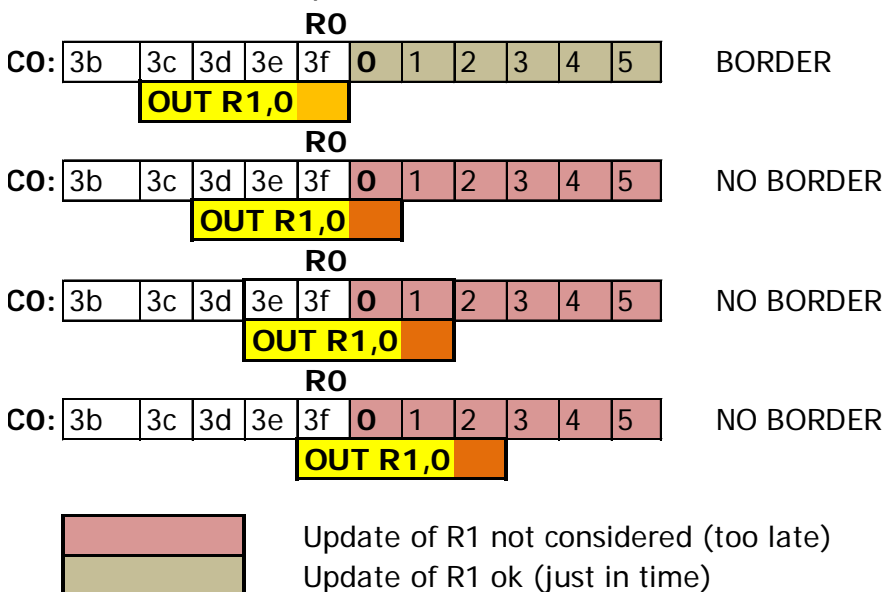 R0
C0: 3b 3c 3d 3e 3f 0 1 2 3 4 5 BORDER
OUT R1,0
R0
C0: 3b 3c 3d 3e 3f 0 1 2 3 4 5 NO BORDER
OUT R1,0
R0
C0: 3b 3c 3d 3e 3f 0 1 2 3 4 5 NO BORDER
OUT R1,0
R0
C0: 3b 3c 3d 3e 3f 0 1 2 3 4 5 NO BORDER
OUT R1,0
Update of R1 not considered (too late)
Update of R1 ok (just in time)